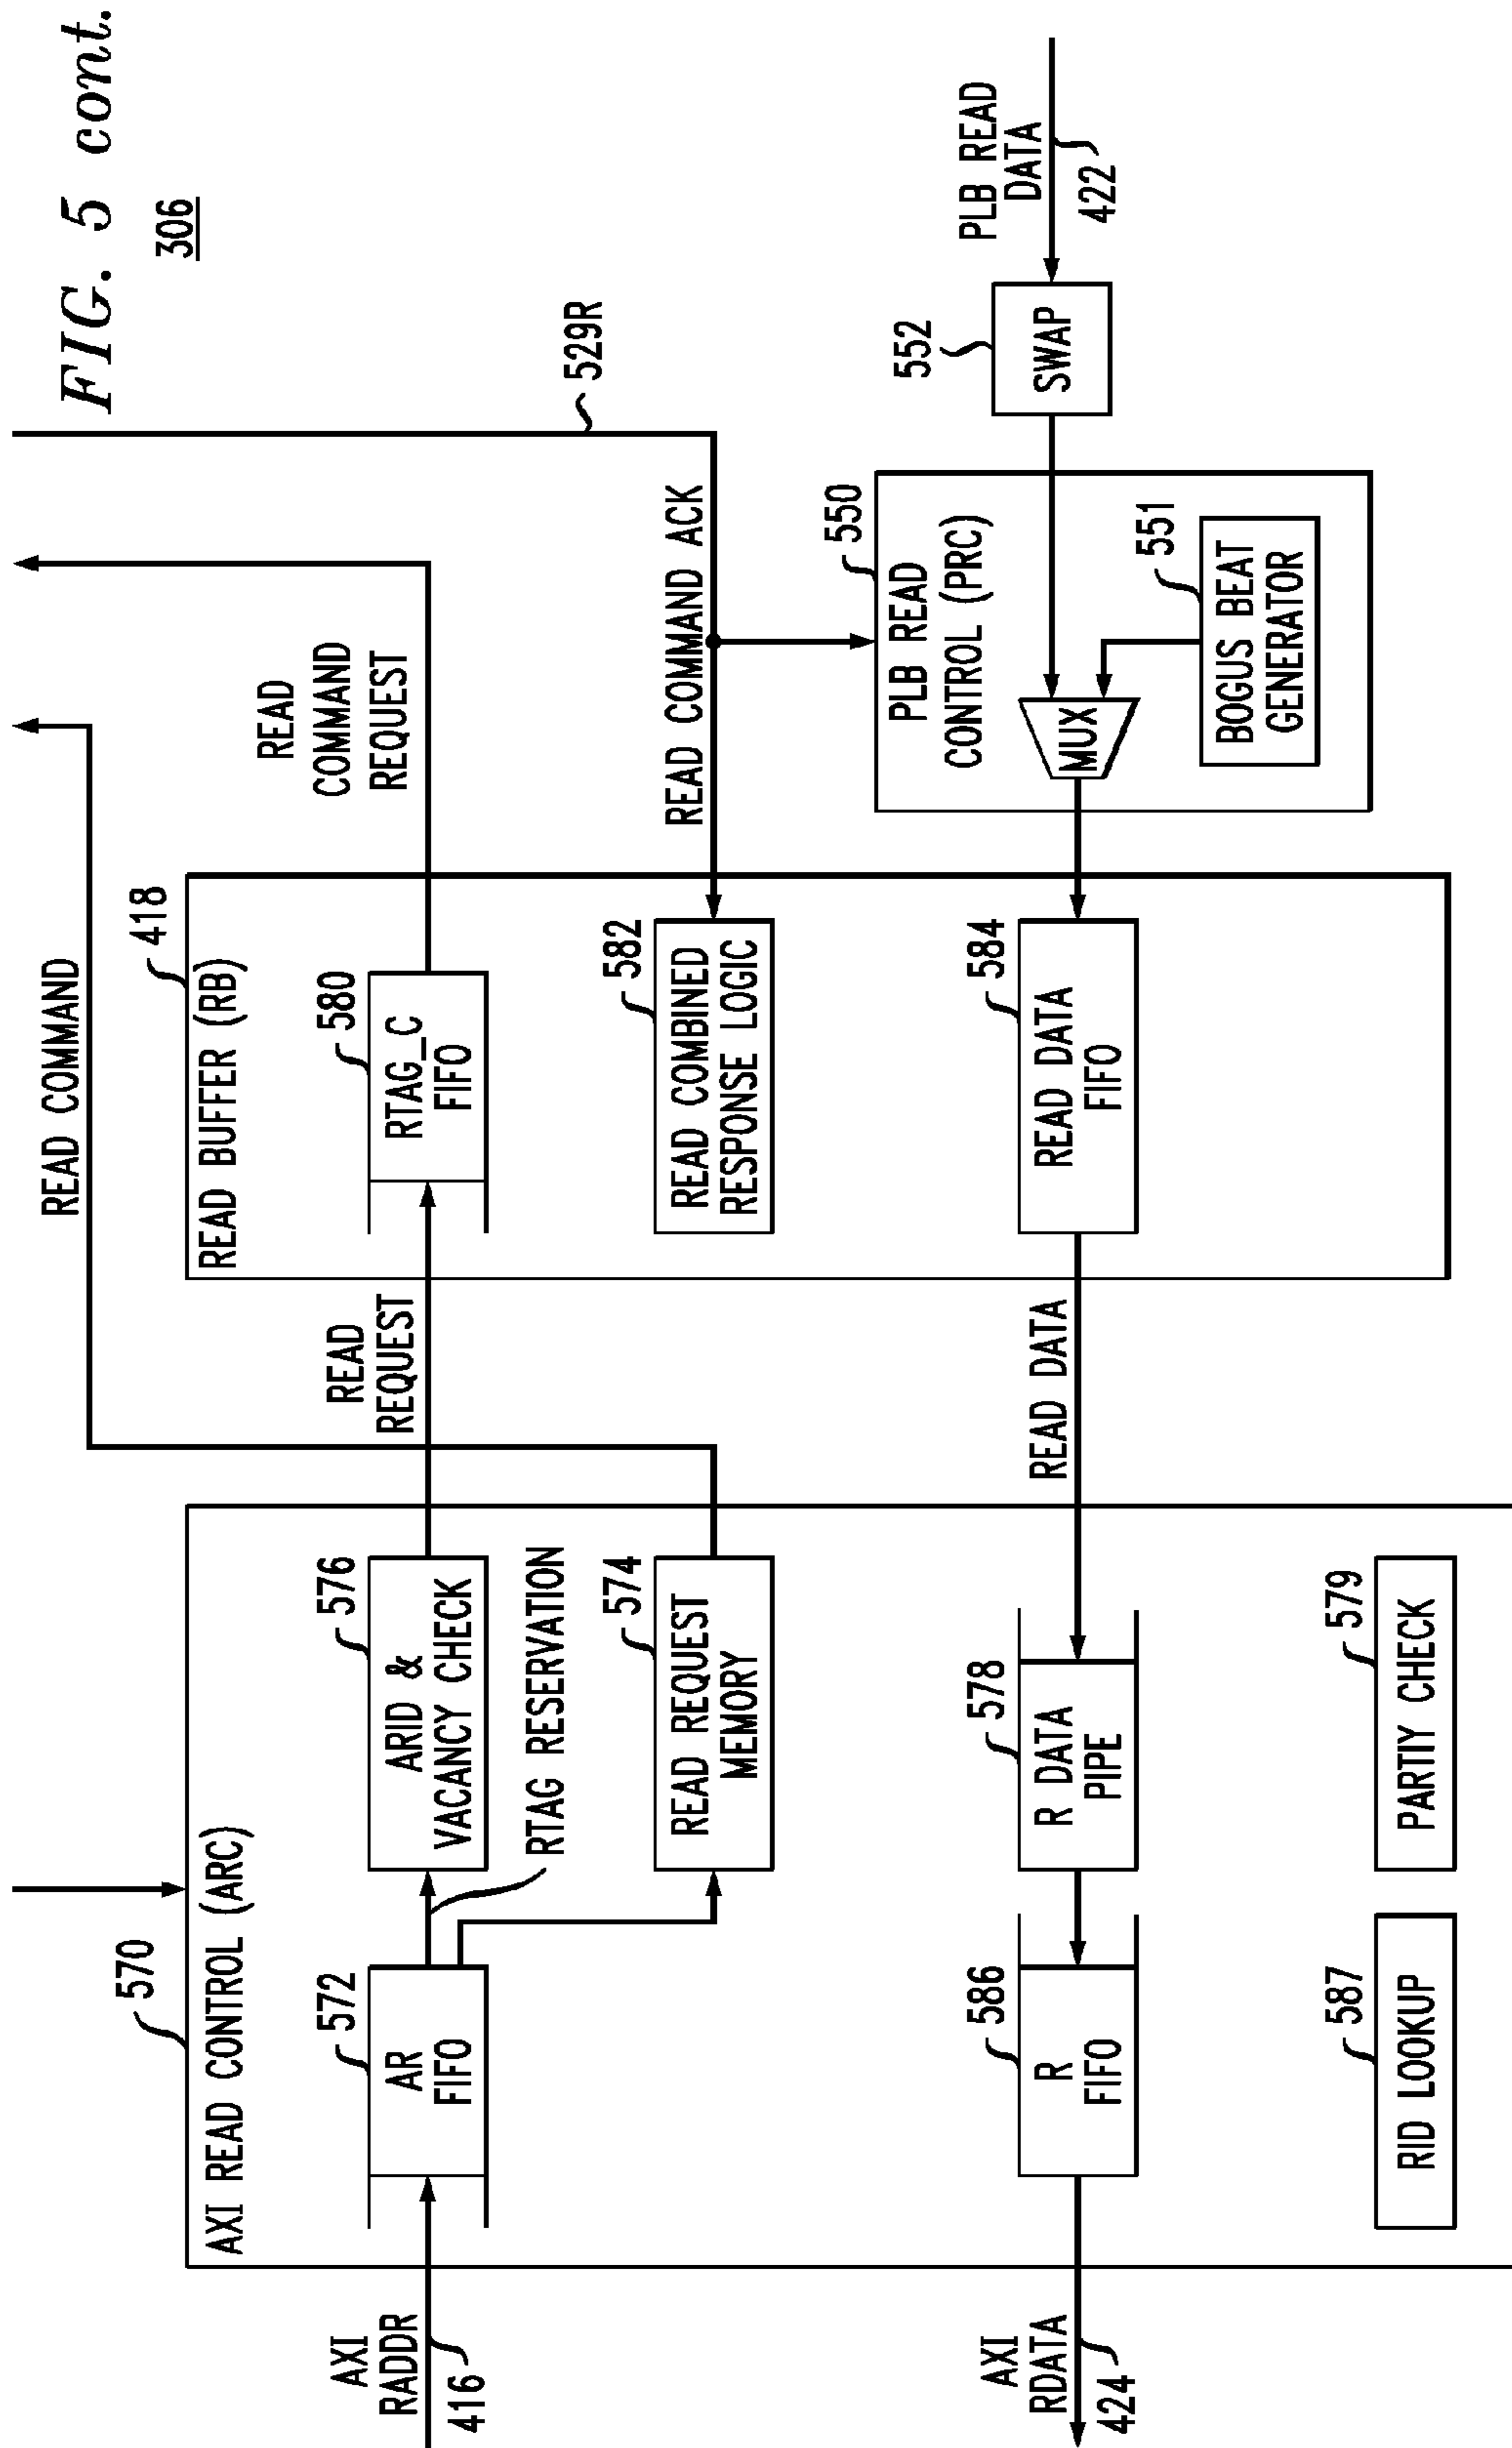 FIG. 5 cont.
306
READ COMMAND
READ
COMMAND
REQUEST
529R
570
AXI READ CONTROL (ARC)
418
READ BUFFER (RB)
AXI
RADDR
416
572
AR
FIFO
576
ARID &
VACANCY CHECK
RTAG RESERVATION
READ
REQUEST
580
RTAG_C
FIFO
574
READ REQUEST
MEMORY
582
READ COMBINED
RESPONSE LOGIC
READ COMMAND ACK
550
PLB READ
CONTROL (PRC)
552
SWAP
PLB READ
DATA
422
AXI
RDATA
424
586
R
FIFO
578
R DATA
PIPE
READ DATA
584
READ DATA
FIFO
MUX
551
BOGUS BEAT
GENERATOR
587
RID LOOKUP
579
PARTIY CHECK